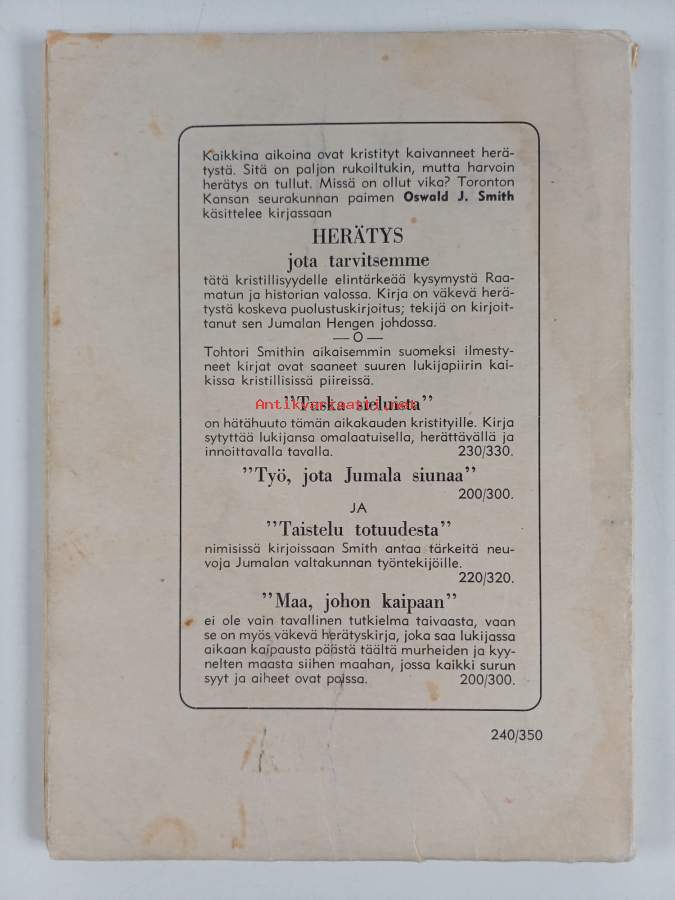 Kaikkina aikoina ovat kristityt kaivanneet herä-
tystä. Sitä on paljon rukoiltukin, mutta harvoin
herätys on tullut. Missä on ollut vika? Toronton
Kansan seurakunnan paimen Oswald J. Smith
käsittelee kirjassaan
HERÄTYS
jota tarvitsemme
tätä kristillisyydelle elintärkeää kysymystä Raa-
matun ja historian valossa. Kirja on väkevä herä-
tystä koskeva puolustuskirjoitus; tekijä on kirjoit-
tanut sen Jumalan Hengen johdossa.
— O —
Tohtori Smithin aikaisemmin suomeksi ilmesty-
neet kirjat ovat saaneet suuren lukijapiirin kai-
kissa kristillisissä piireissä.
"Tuska sieluista"
Antikvariaatti.net
on hätähuuto tämän aikakauden kristityille. Kirja
sytyttää lukijansa omalaatuisella, herättävällä ja
innoittavalla tavalla. 230/330.
"Työ, jota Jumala siunaa"
200/300.
JA
"Taistelu totuudesta"
nimisissä kirjoissaan Smith antaa tärkeitä neu-
voja Jumalan valtakunnan työntekijöille.
220/320.
"Maa, johon kaipaan"
ei ole vain tavallinen tutkielma taivaasta, vaan
se on myös väkevä herätyskirja, joka saa lukijassa
aikaan kaipausta päästä täältä murheiden ja kyy-
nelten maasta siihen maahan, jossa kaikki surun
syyt ja aiheet ovat poissa. 200/300.
240/350